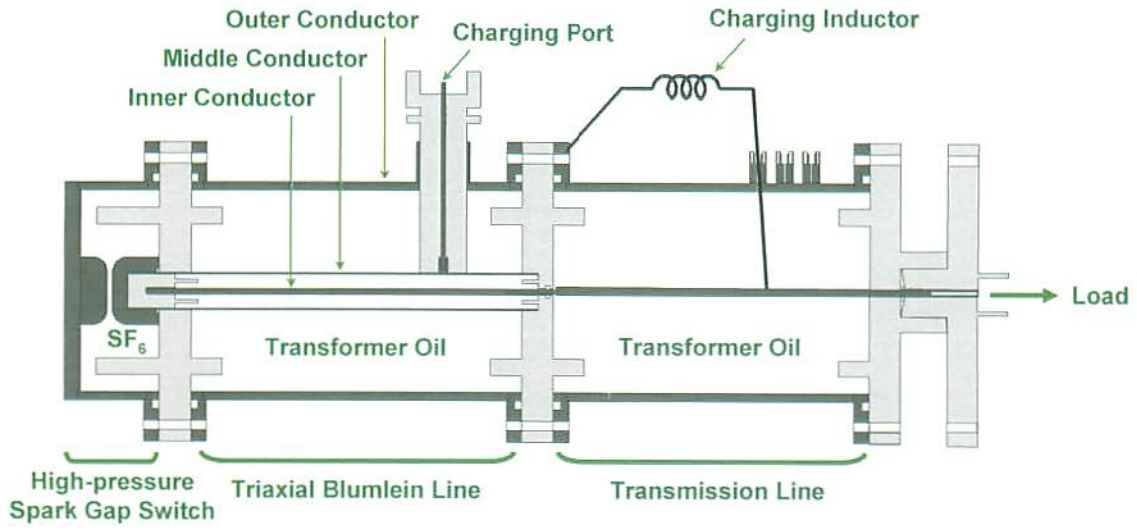 Outer Conductor
Charging Port
Charging Inductor
Middle Conductor
Inner Conductor
SF6
Transformer Oil
Transformer Oil
Load
High-pressure
Spark Gap Switch
Triaxial Blumlein Line
Transmission Line